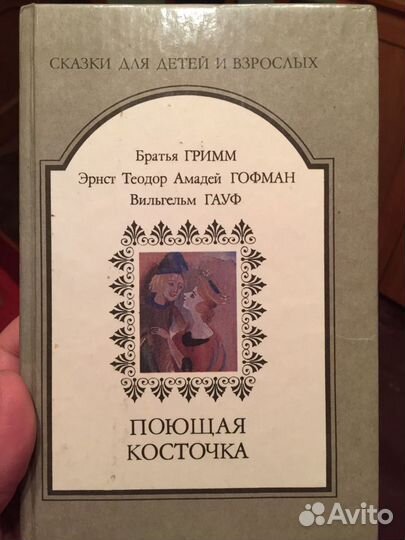 СКАЗКИ ДЛЯ ДЕТЕЙ И ВЗРОСЛЫХ
Братья ГРИММ
Эрнст Теодор Амадей ГОФМАН
Вильгельм ГАУФ
ПОЮЩАЯ
КОСТОЧКА
Avito